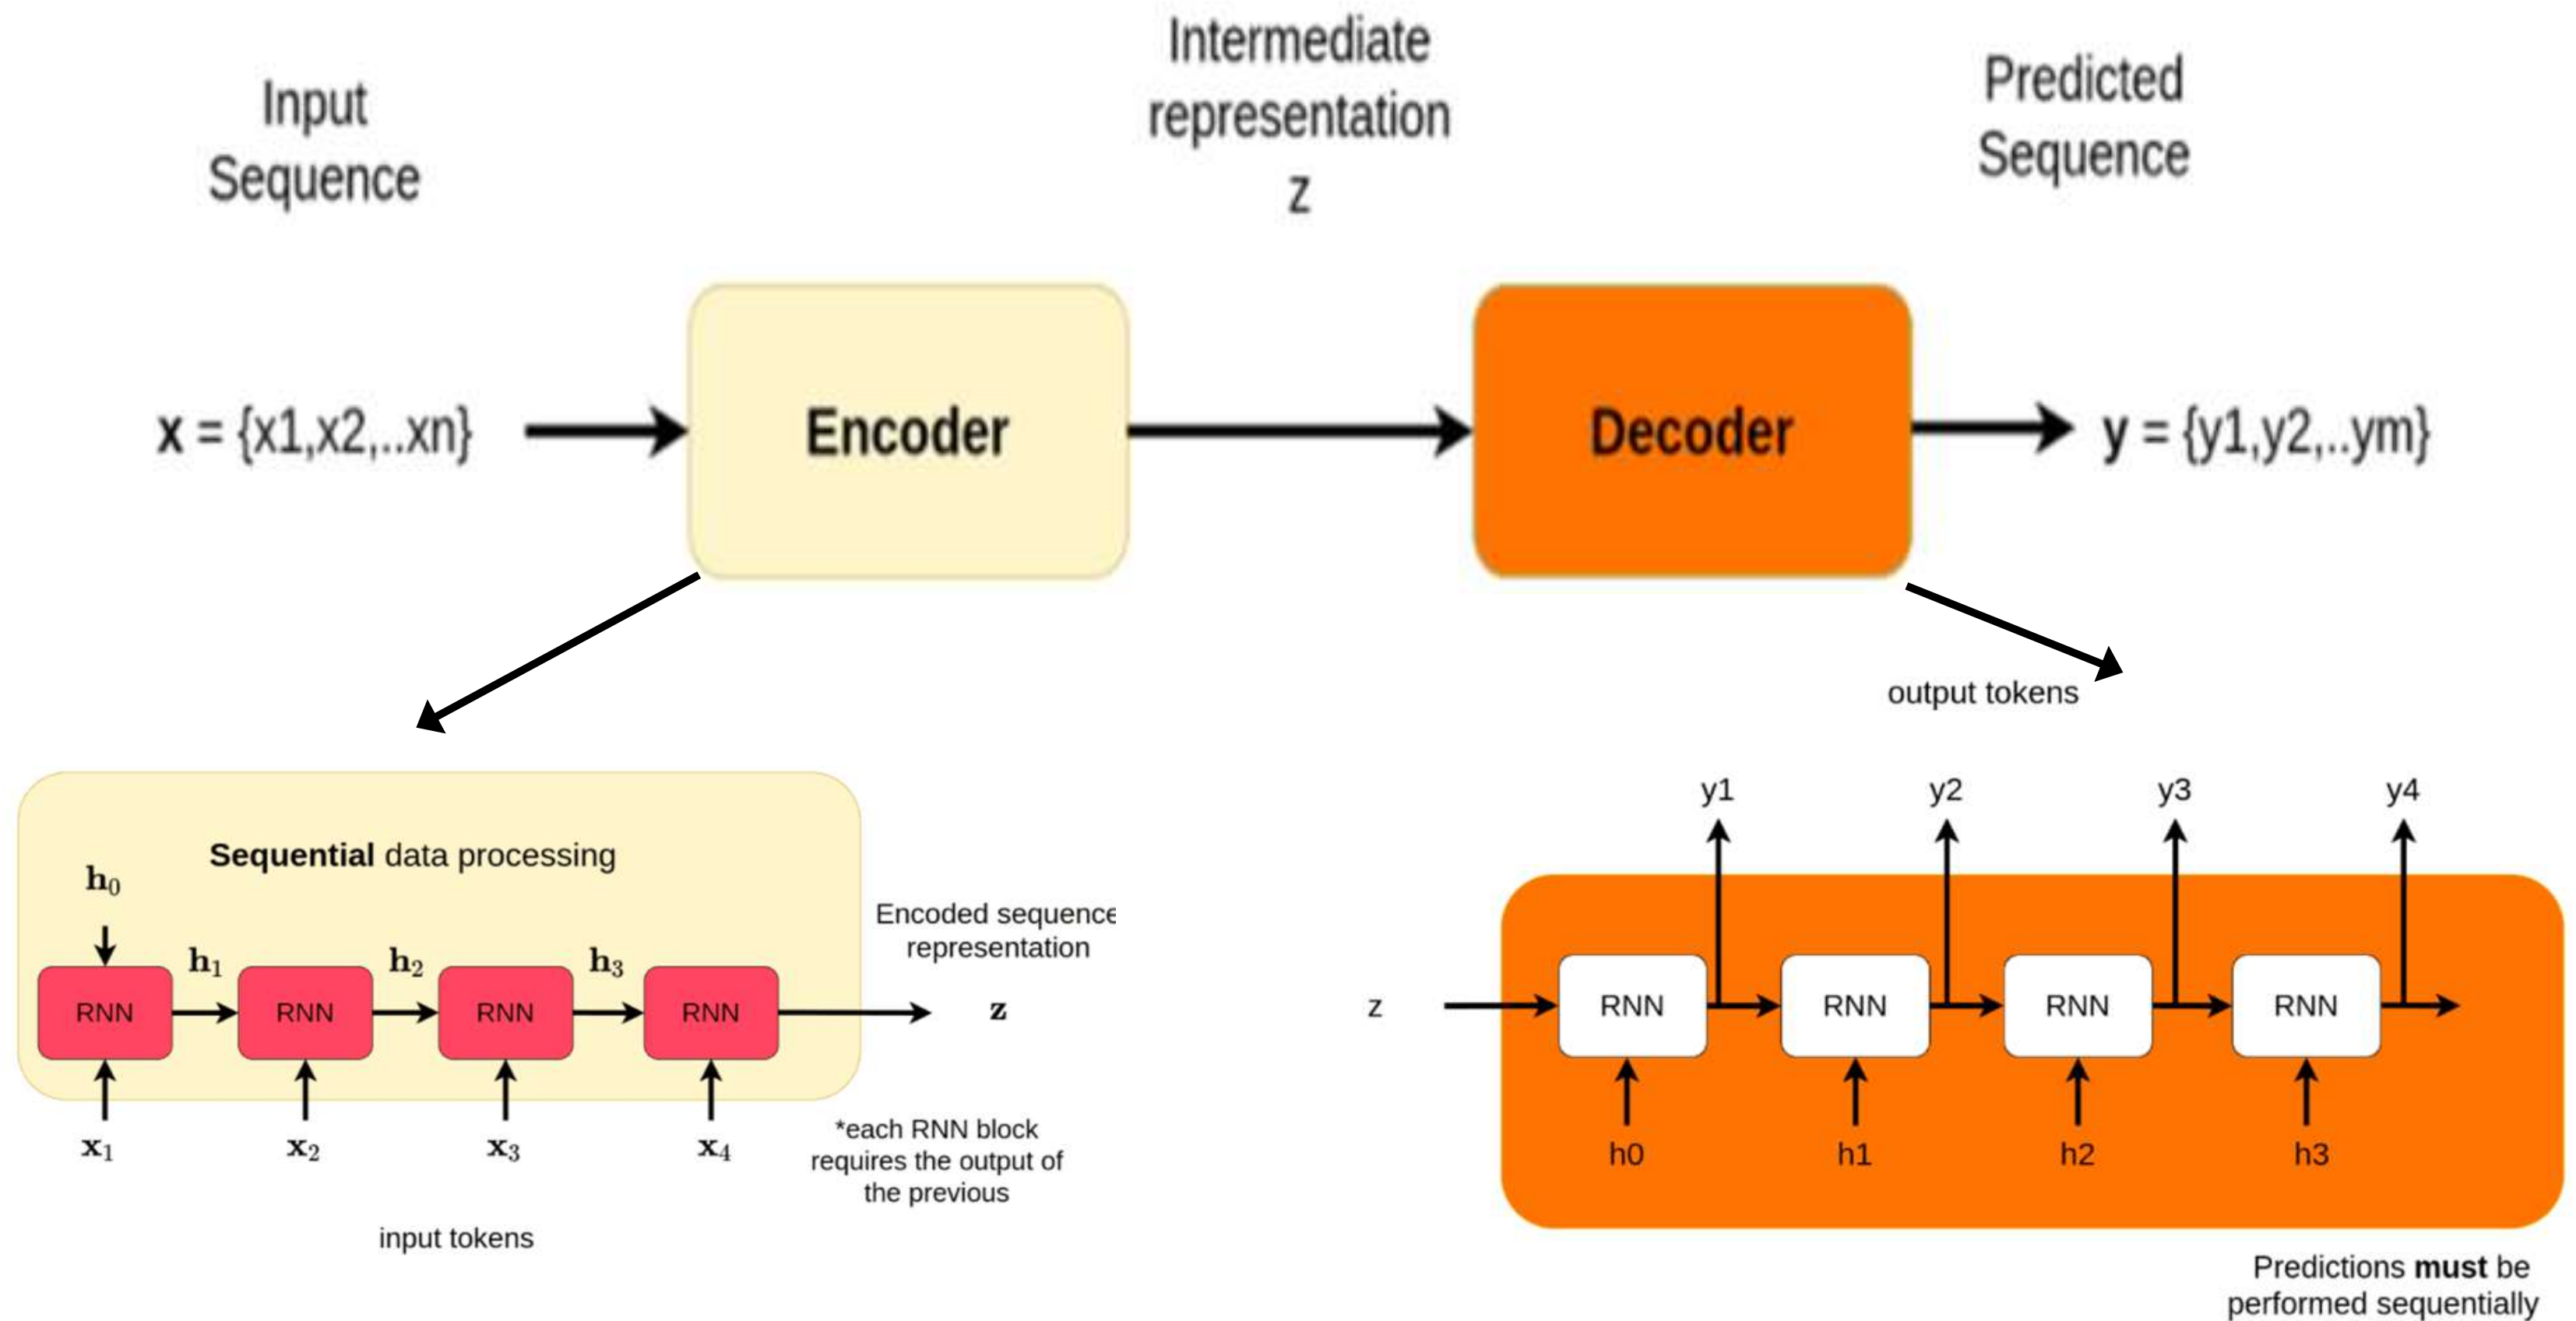 Input
Sequence
Intermediate
representation
z
Predicted
Sequence
x = {x1,x2,..xn}
Encoder
Decoder
y = {y1,y2,..ym}
Sequential data processing
h₀
h₁
h₂
h₃
RNN
RNN
RNN
RNN
x₁
x₂
x₃
x₄
Encoded sequence
representation
z
*each RNN block
requires the output of
the previous
input tokens
output tokens
y1
y2
y3
y4
z
RNN
RNN
RNN
RNN
h0
h1
h2
h3
Predictions must be
performed sequentially